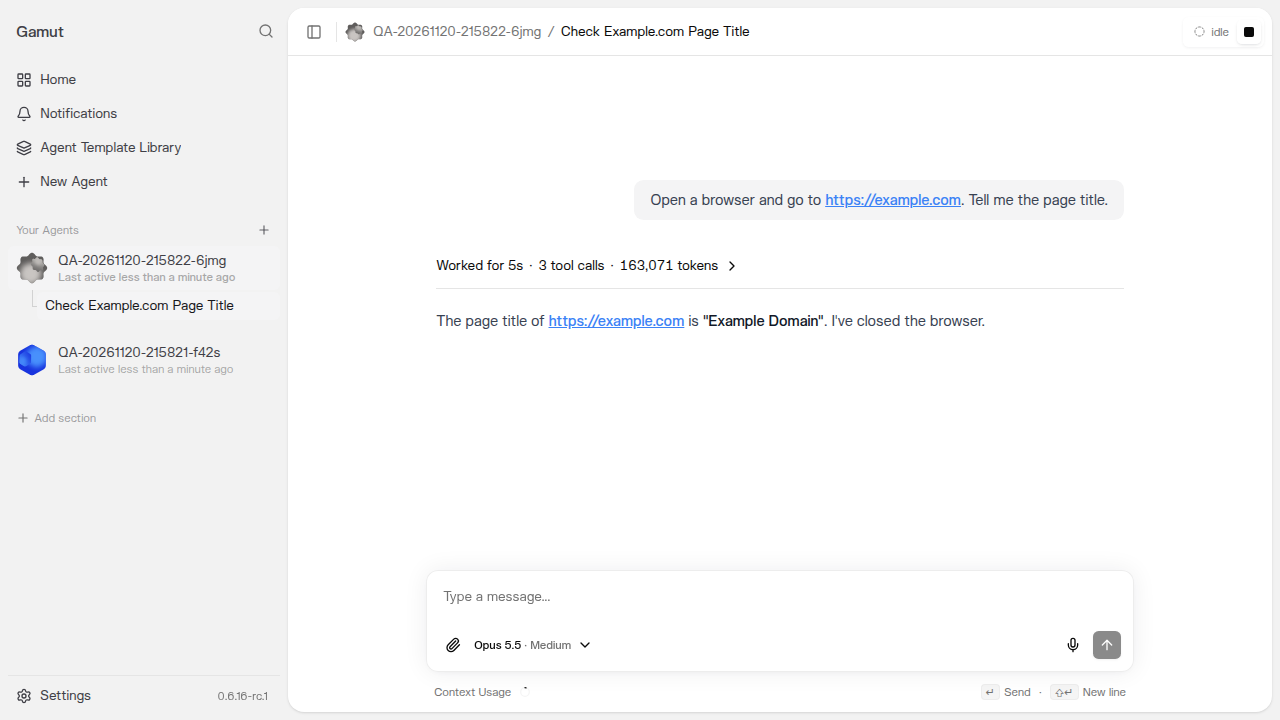 Gamut
Home
Notifications
Agent Template Library
New Agent
Your Agents
QA-20261120-215822-6jmg
Last active less than a minute ago
Check Example.com Page Title
QA-20261120-215821-f42s
Last active less than a minute ago
Add section
Settings
0.6.16-rc.1
QA-20261120-215822-6jmg / Check Example.com Page Title
idle
Open a browser and go to https://example.com. Tell me the page title.
Worked for 5s · 3 tool calls · 163,071 tokens
The page title of https://example.com is "Example Domain". I've closed the browser.
Type a message...
Opus 5.5 · Medium
Context Usage
Send · New line